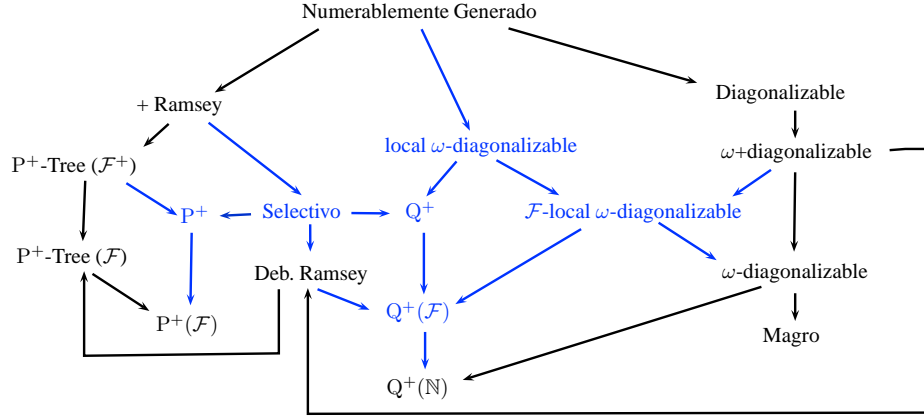 Numerablemente Generado
Diagonalizable
+ Ramsey
local ω-diagonalizable
ω+diagonalizable
P⁺-Tree (ℱ⁺)
P⁺
Selectivo
Q⁺
ℱ-local ω-diagonalizable
P⁺-Tree (ℱ)
Deb. Ramsey
ω-diagonalizable
P⁺(ℱ)
Q⁺(ℱ)
Magro
Q⁺(ℕ)